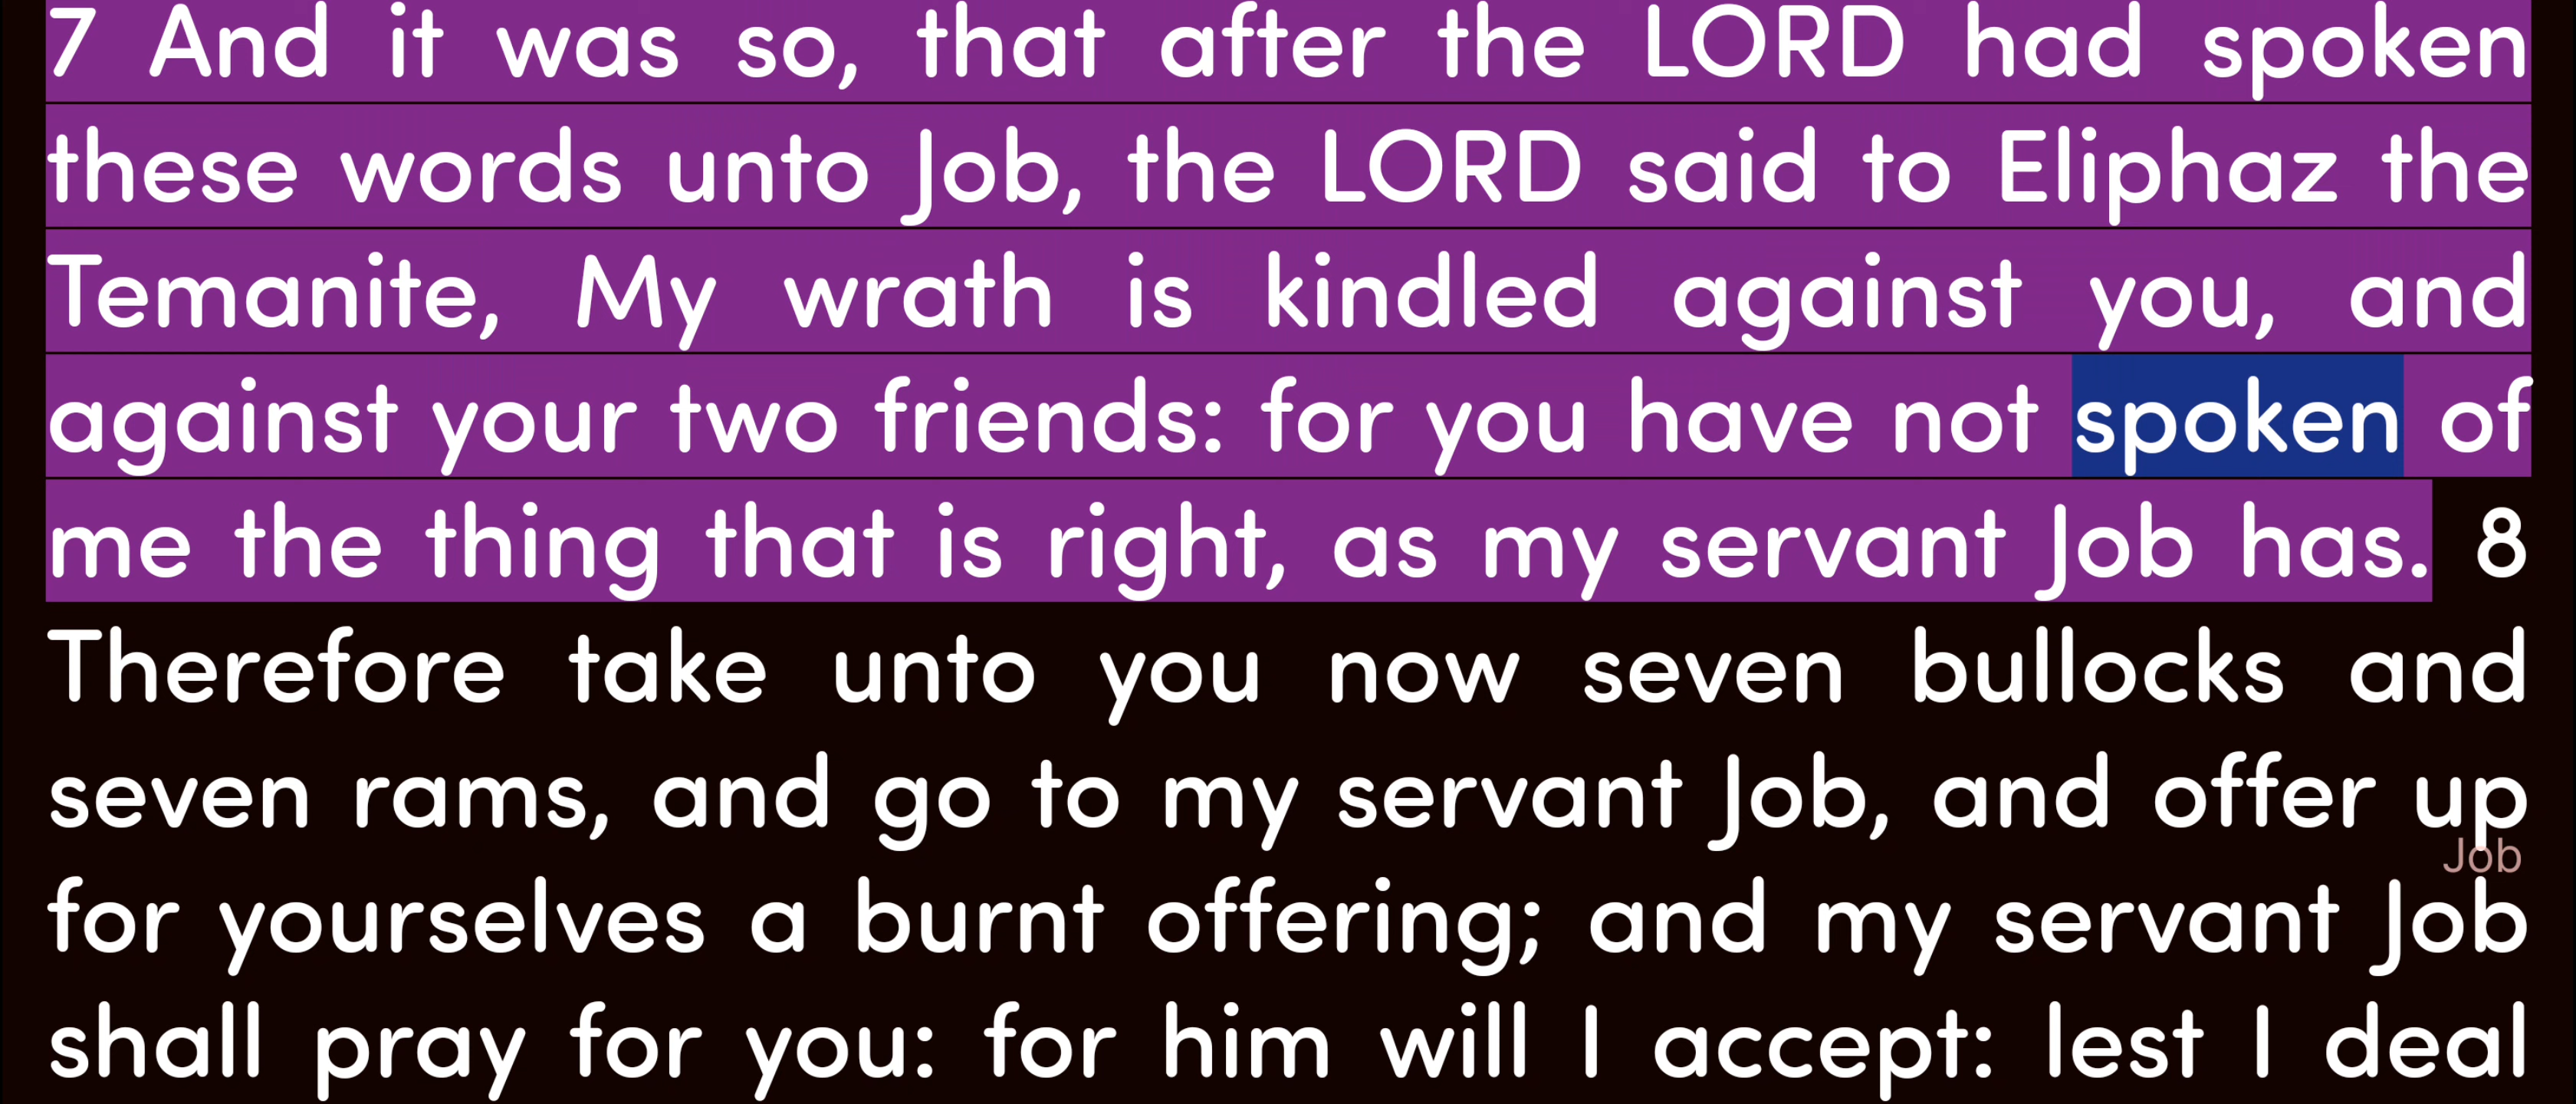 7 And it was so, that after the LORD had spoken
these words unto Job, the LORD said to Eliphaz the
Temanite, My wrath is kindled against you, and
against your two friends: for you have not spoken of
me the thing that is right, as my servant Job has. 8
Therefore take unto you now seven bullocks and
seven rams, and go to my servant Job, and offer up
Job
for yourselves a burnt offering; and my servant Job
shall pray for you: for him will I accept: lest I deal